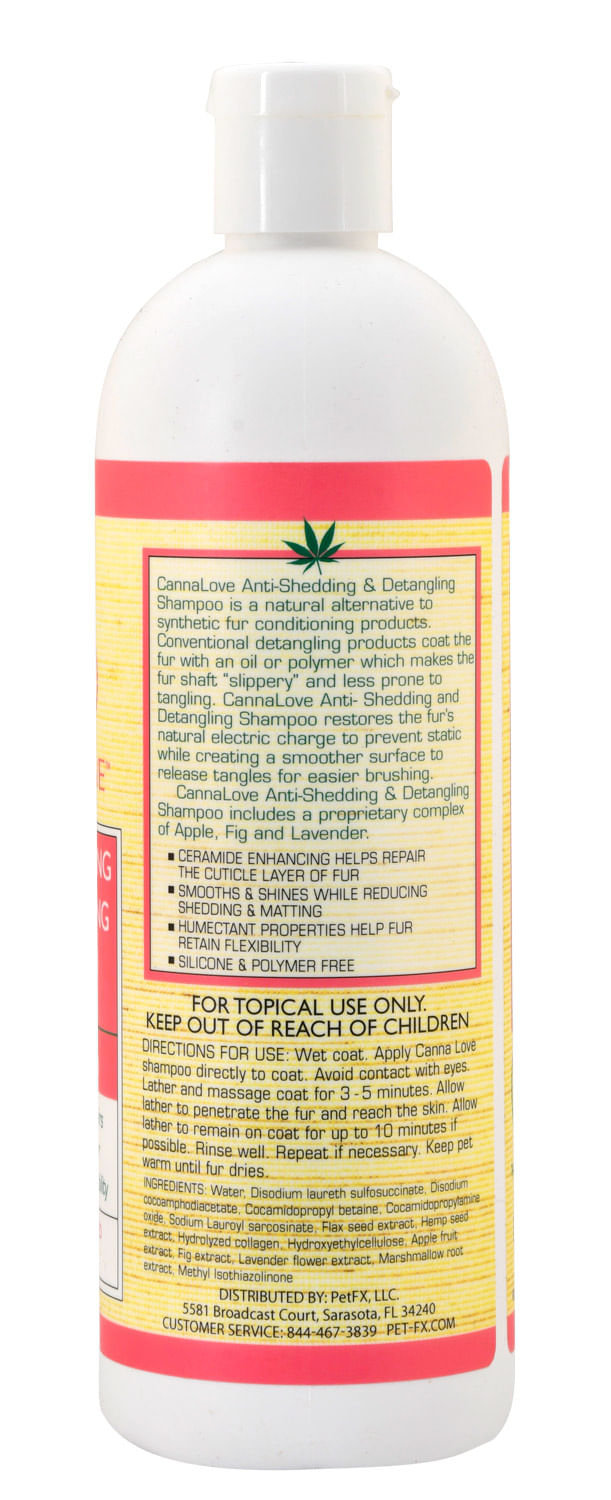 CannaLove Anti-Shedding & Detangling
Shampoo is a natural alternative to
synthetic fur conditioning products.
Conventional detangling products coat the
fur with an oil or polymer which makes the
fur shaft "slippery" and less prone to
tangling. CannaLove Anti- Shedding and
Detangling Shampoo restores the fur's
natural electric charge to prevent static
while creating a smoother surface to
release tangles for easier brushing.
CannaLove Anti-Shedding & Detangling
Shampoo includes a proprietary complex
of Apple, Fig and Lavender.
▪ CERAMIDE ENHANCING HELPS REPAIR
THE CUTICLE LAYER OF FUR
▪ SMOOTHS & SHINES WHILE REDUCING
SHEDDING & MATTING
▪ HUMECTANT PROPERTIES HELP FUR
RETAIN FLEXIBILITY
▪ SILICONE & POLYMER FREE
FOR TOPICAL USE ONLY.
KEEP OUT OF REACH OF CHILDREN
DIRECTIONS FOR USE: Wet coat. Apply Canna Love
shampoo directly to coat. Avoid contact with eyes.
Lather and massage coat for 3 - 5 minutes. Allow
lather to penetrate the fur and reach the skin. Allow
lather to remain on coat for up to 10 minutes if
possible. Rinse well. Repeat if necessary. Keep pet
warm until fur dries.
INGREDIENTS: Water, Disodium laureth sulfosuccinate, Disodium
cocoamphodiacetate, Cocamidopropyl betaine, Cocamidopropylamine
oxide, Sodium Lauroyl sarcosinate, Flax seed extract, Hemp seed
extract, Hydrolyzed collagen, Hydroxyethylcellulose, Apple fruit
extract, Fig extract, Lavender flower extract, Marshmallow root
extract, Methyl Isothiazolinone
DISTRIBUTED BY: PetFX, LLC.
5581 Broadcast Court, Sarasota, FL 34240
CUSTOMER SERVICE: 844-467-3839 PET-FX.COM